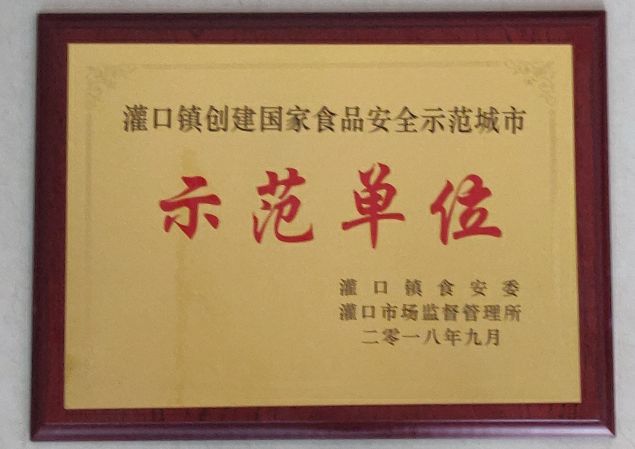 灌口镇创建国家食品安全示范城市
示范单位
灌口镇食安委
灌口市场监督管理所
二零一八年九月